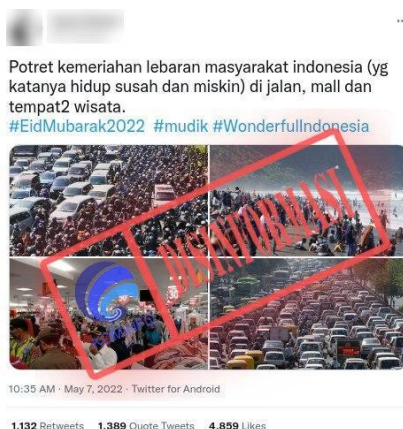 Potret kemeriahan lebaran masyarakat indonesia (yg
katanya hidup susah dan miskin) di jalan, mall dan
tempat2 wisata.
#EidMubarak2022 #mudik #WonderfulIndonesia
DISINFORMASI
10:35 AM · May 7, 2022 · Twitter for Android
1.132 Retweets 1.389 Quote Tweets 4.859 Likes